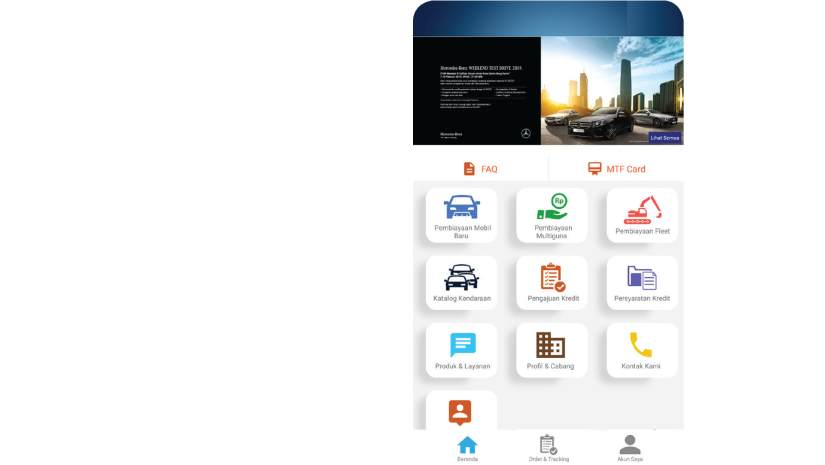 Mercedes-Benz WEEKEND TEST DRIVE 2019.
Mercedes-Benz
Lihat Semua
FAQ
MTF Card
Pembiayaan Mobil
Baru
Pembiayaan
Multiguna
Pembiayaan Fleet
Katalog Kendaraan
Pengajuan Kredit
Persyaratan Kredit
Produk & Layanan
Profil & Cabang
Kontak Kami
Rp
Beranda
Order & Tracking
Akun Saya